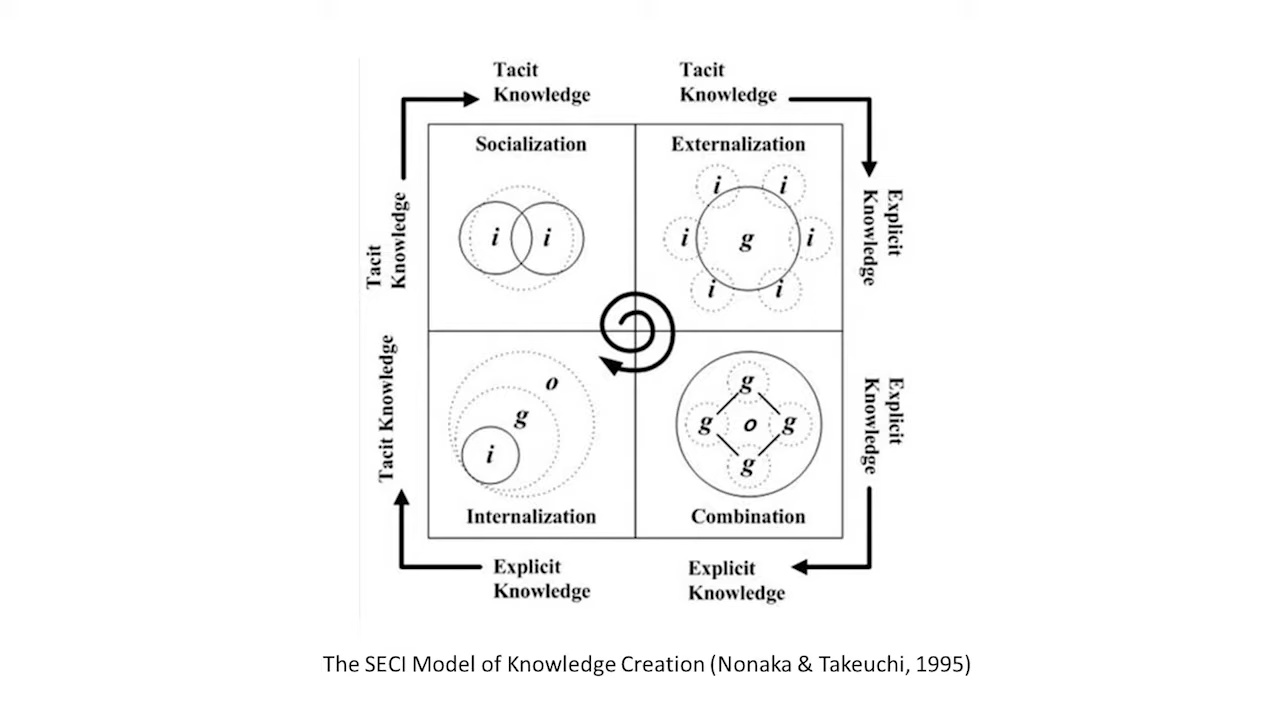 Tacit
Knowledge
Tacit
Knowledge
Socialization
Externalization
Tacit
Knowledge
Explicit
Knowledge
i
i
i
i
i
g
i
i
i
Tacit Knowledge
Explicit
Knowledge
o
g
i
g
g
o
g
g
Internalization
Combination
Explicit
Knowledge
Explicit
Knowledge
The SECI Model of Knowledge Creation (Nonaka & Takeuchi, 1995)